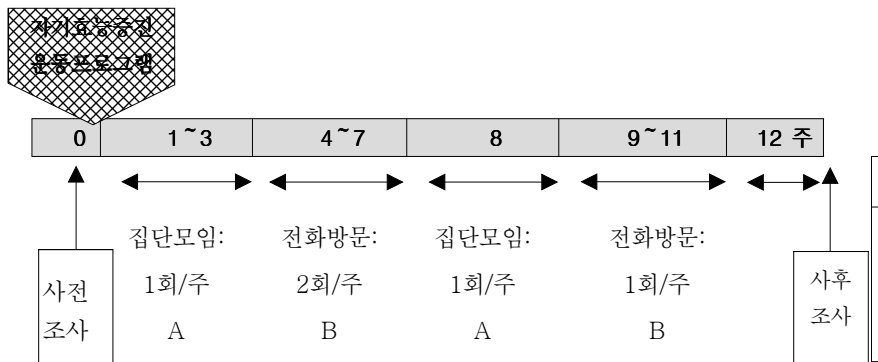 자기효능증진
운동프로그램
0 1~3 4~7 8 9~11 12 주
집단모임: 전화방문: 집단모임: 전화방문:
1회/주 2회/주 1회/주 1회/주
A B A B
사전
조사
사후
조사